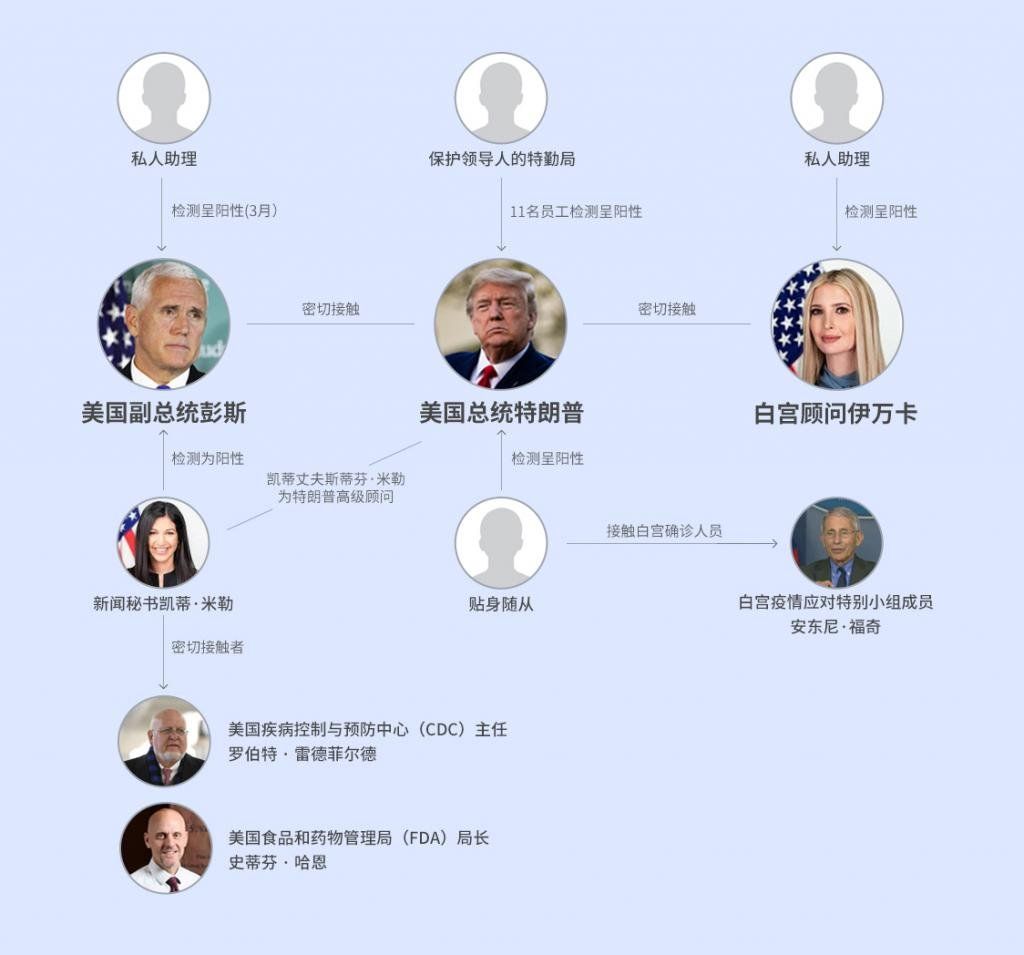 私人助理
保护领导人的特勤局
私人助理
检测呈阳性(3月）
11名员工检测呈阳性
检测呈阳性
密切接触
密切接触
美国副总统彭斯
美国总统特朗普
白宫顾问伊万卡
检测为阳性
凯蒂丈夫斯蒂芬·米勒
为特朗普高级顾问
检测呈阳性
接触白宫确诊人员
新闻秘书凯蒂·米勒
贴身随从
白宫疫情应对特别小组成员
安东尼·福奇
密切接触者
美国疾病控制与预防中心（CDC）主任
罗伯特·雷德菲尔德
美国食品和药物管理局（FDA）局长
史蒂芬·哈恩